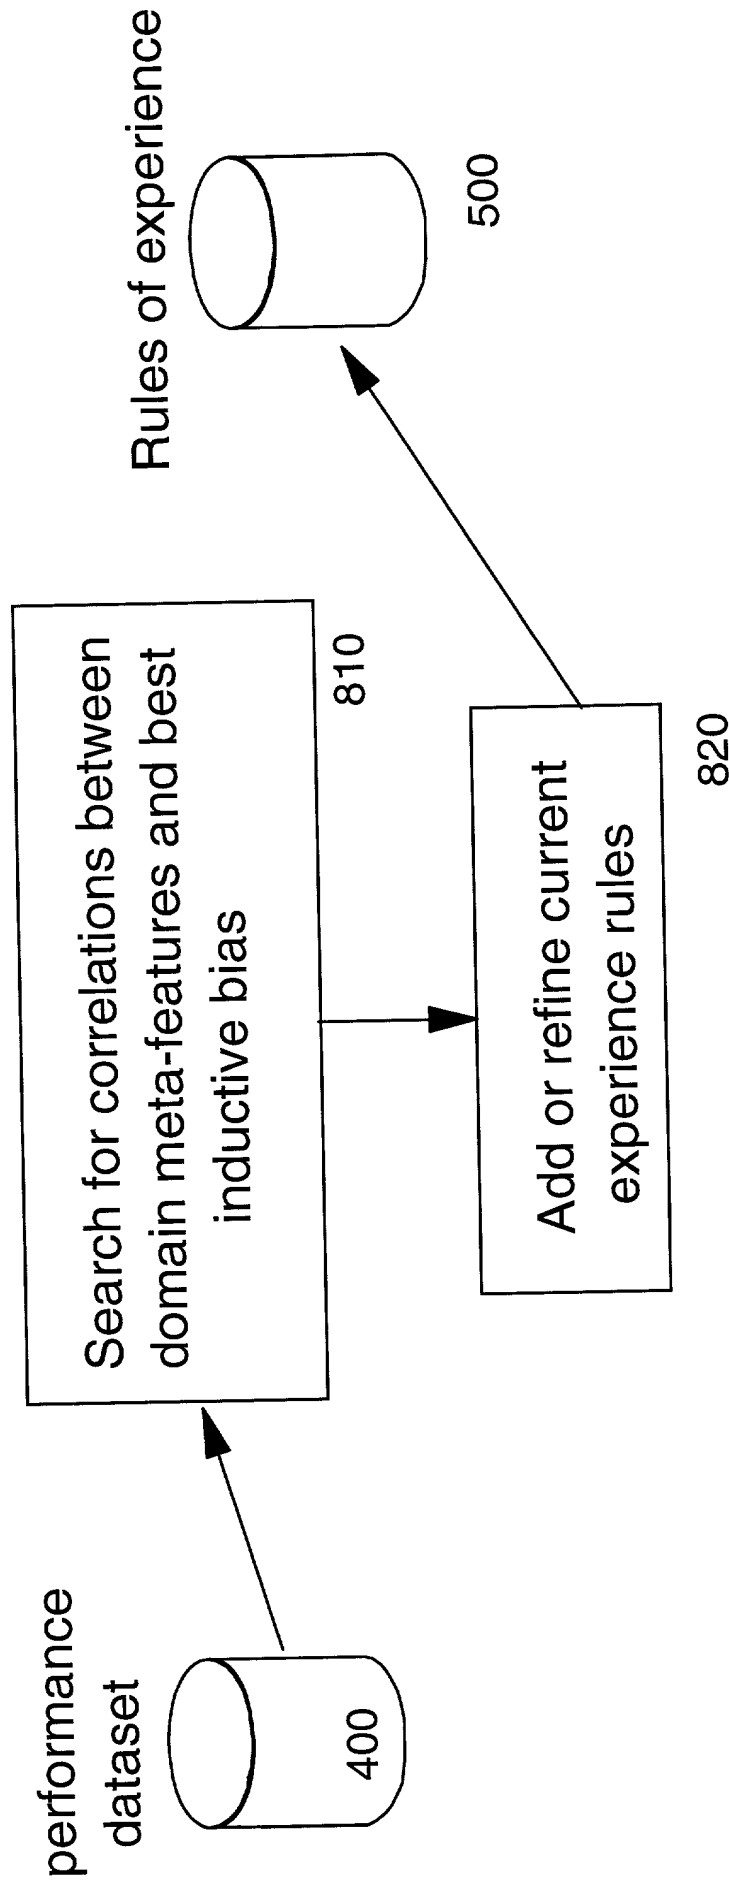 performance
dataset
400
Search for correlations between
domain meta-features and best
inductive bias
810
Add or refine current
experience rules
820
Rules of experience
500